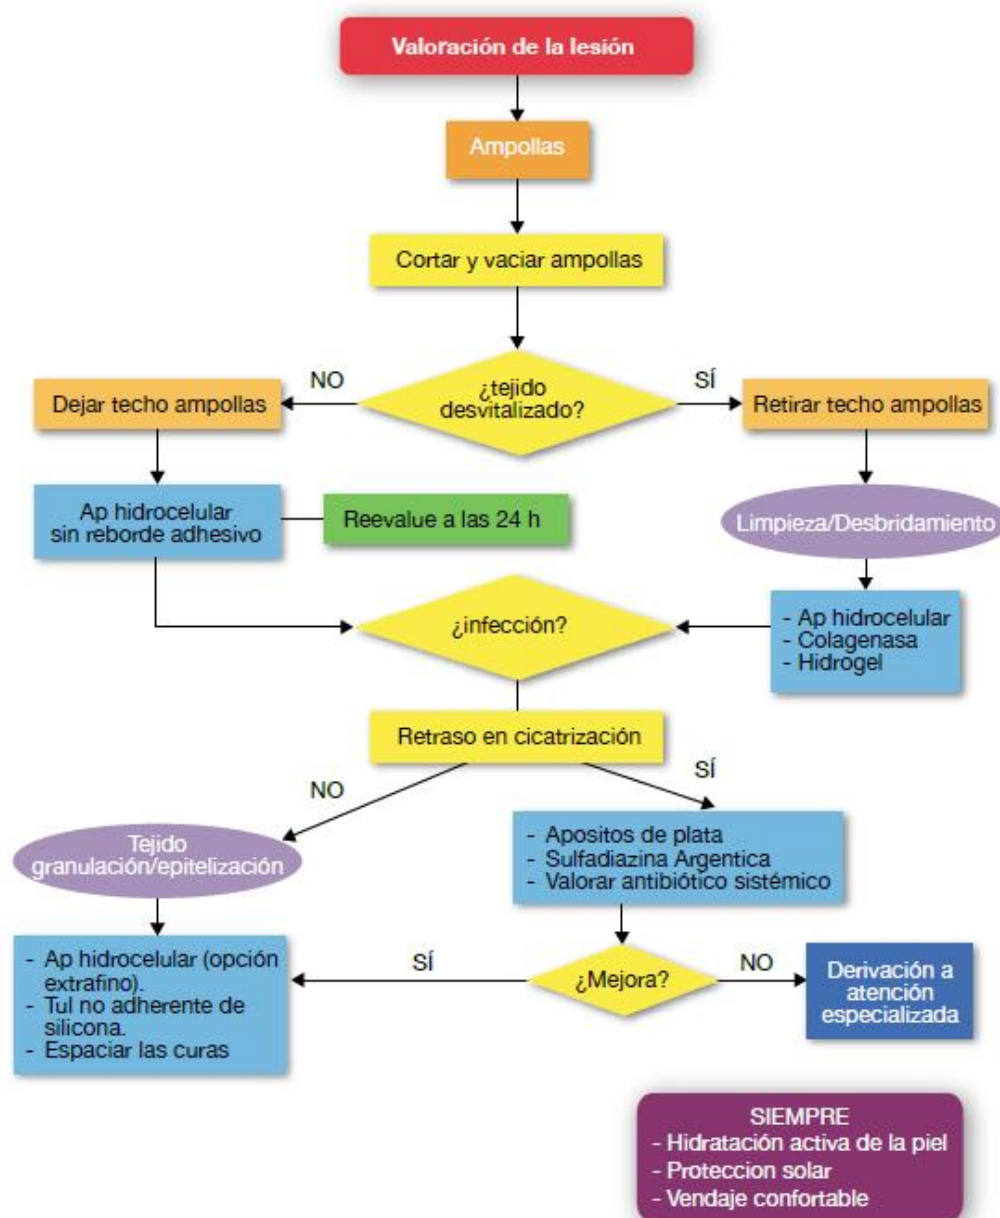 Valoración de la lesión
Ampollas
Cortar y vaciar ampollas
¿tejido
desvitalizado?
NO
SÍ
Dejar techo ampollas
Retirar techo ampollas
Ap hidrocelular
sin reborde adhesivo
Reevalue a las 24 h
Limpieza/Desbridamiento
- Ap hidrocelular
- Colagenasa
- Hidrogel
¿infección?
Retraso en cicatrización
NO
SÍ
Tejido
granulación/epitelización
- Apositos de plata
- Sulfadiazina Argentica
- Valorar antibiótico sistémico
- Ap hidrocelular (opción
extrafino).
- Tul no adherente de
silicona.
- Espaciar las curas
SÍ
¿Mejora?
NO
Derivación a
atención
especializada
SIEMPRE
- Hidratación activa de la piel
- Proteccion solar
- Vendaje confortable